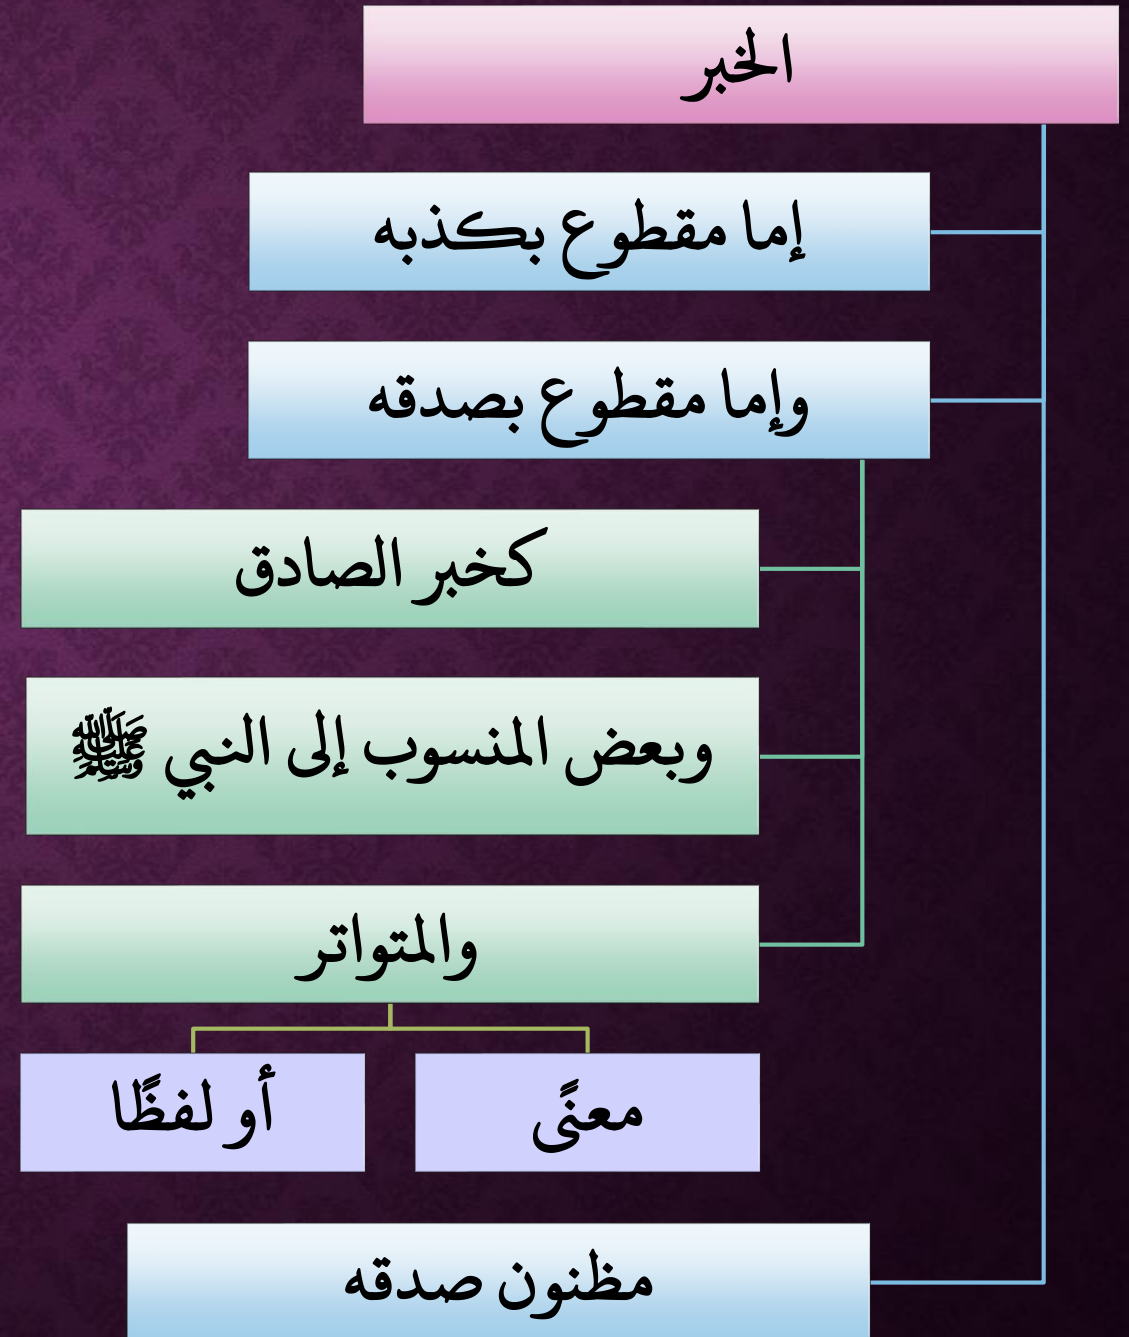 الخبر
إما مقطوع بكذبه
وإما مقطوع بصدقه
كخبر الصادق
وبعض المنسوب إلى النبي ﷺ
والمتواتر
معنًى
أو لفظًا
مظنون صدقه